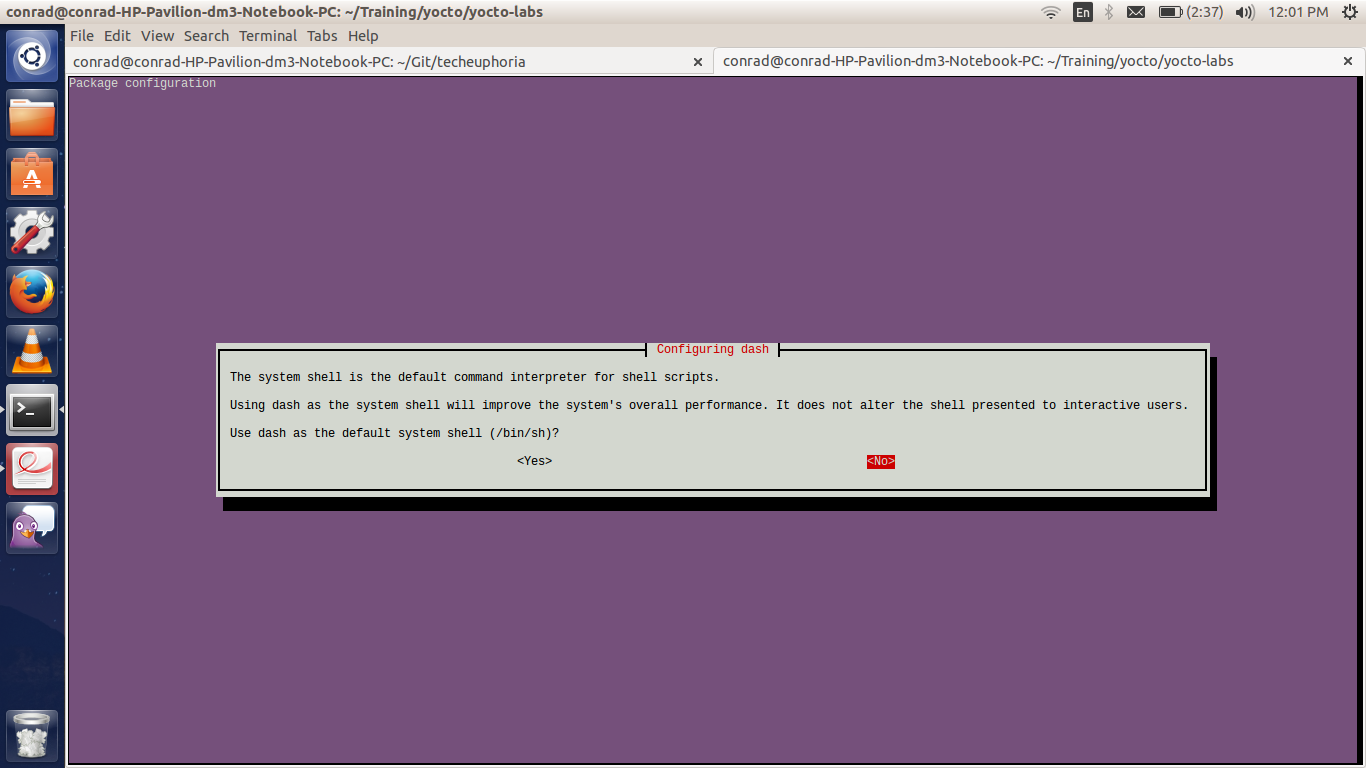 conrad@conrad-HP-Pavilion-dm3-Notebook-PC: ~/Training/yocto/yocto-labs
En
(2:37)
12:01 PM
File Edit View Search Terminal Tabs Help
conrad@conrad-HP-Pavilion-dm3-Notebook-PC: ~/Git/techeuphoria ×
conrad@conrad-HP-Pavilion-dm3-Notebook-PC: ~/Training/yocto/yocto-labs ×
Package configuration
Configuring dash
The system shell is the default command interpreter for shell scripts.
Using dash as the system shell will improve the system's overall performance. It does not alter the shell presented to interactive users.
Use dash as the default system shell (/bin/sh)?
<Yes> <No>